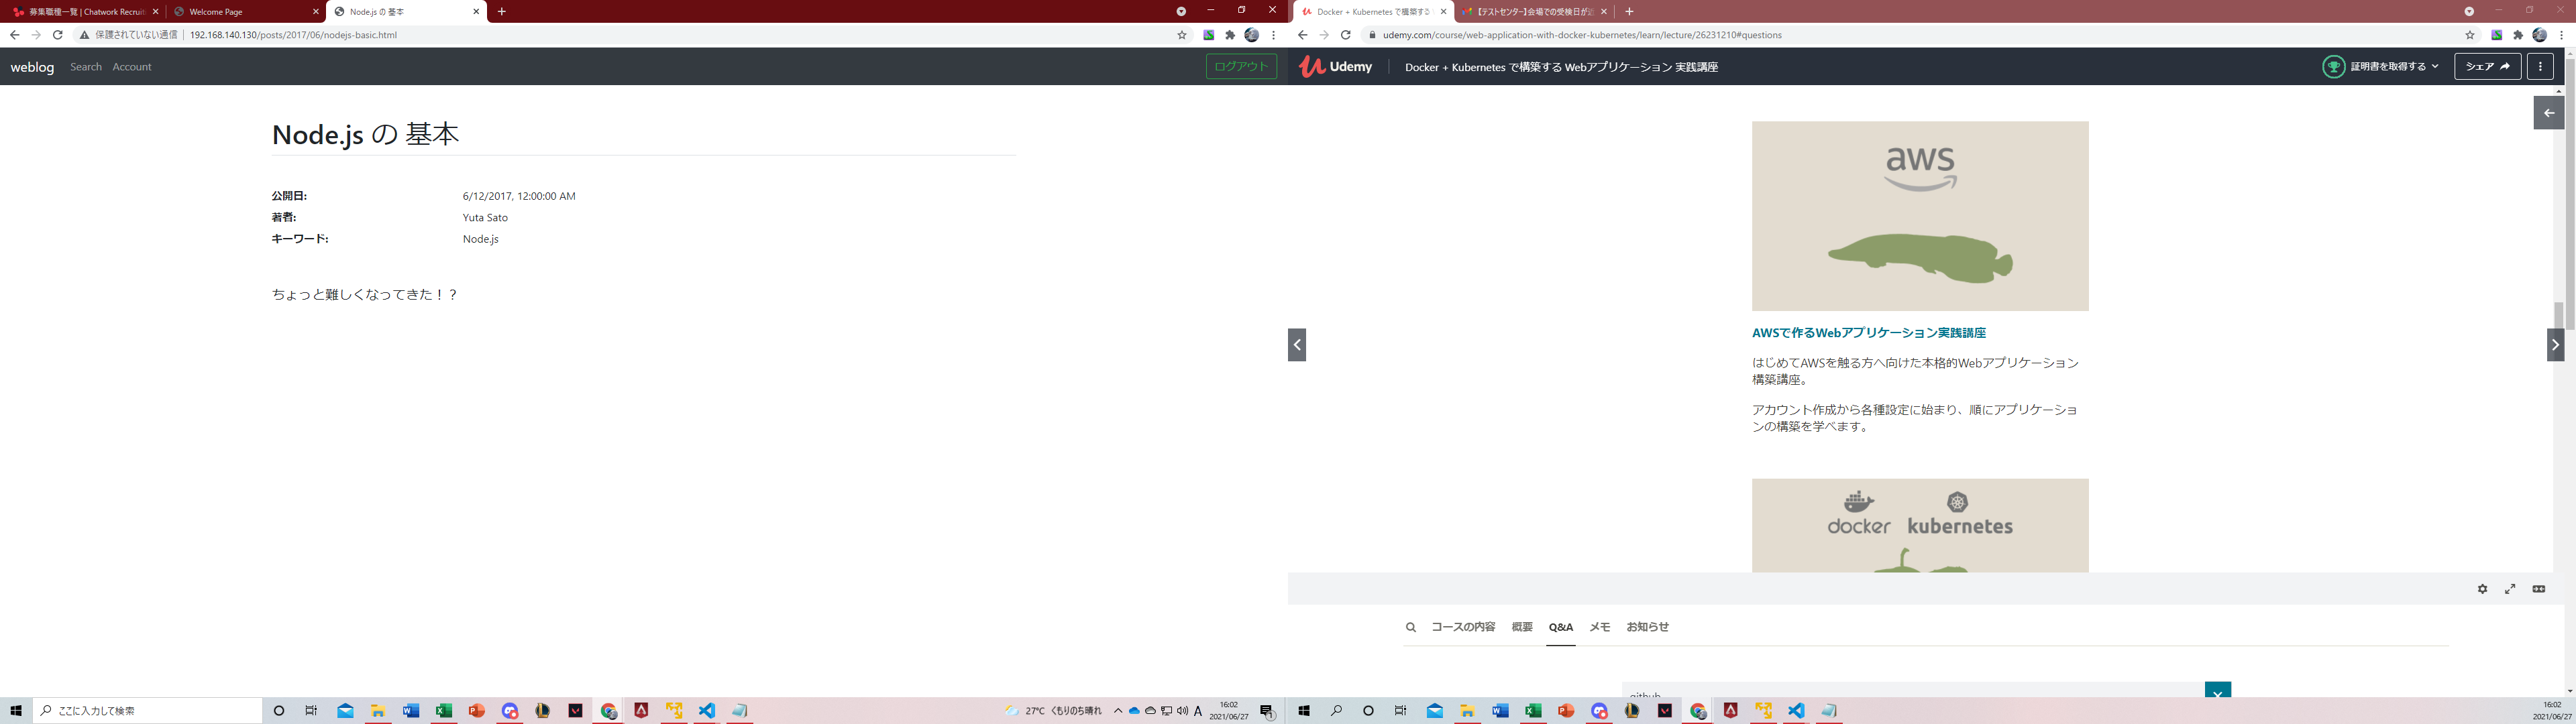 募集職種一覧 | Chatwork Recruit
Welcome Page
Node.js の 基本
保護されていない通信
192.168.140.130/posts/2017/06/nodejs-basic.html
weblog
Search
Account
ログアウト
Node.js の 基本
公開日:
6/12/2017, 12:00:00 AM
著者:
Yuta Sato
キーワード:
Node.js
ちょっと難しくなってきた！？
ここに入力して検索
27°C くもりのち晴れ
A
16:02
2021/06/27
Docker + Kubernetes で構築する
【テストセンター】会場での受検日が
udemy.com/course/web-application-with-docker-kubernetes/learn/lecture/26231210#questions
Udemy
Docker + Kubernetes で構築する Webアプリケーション 実践講座
証明書を取得する
シェア
aws
AWSで作るWebアプリケーション実践講座
はじめてAWSを触る方へ向けた本格的Webアプリケーション
構築講座。
アカウント作成から各種設定に始まり、順にアプリケーショ
ンの構築を学べます。
docker
kubernetes
コースの内容
概要
Q&A
メモ
お知らせ
github
16:02
2021/06/27